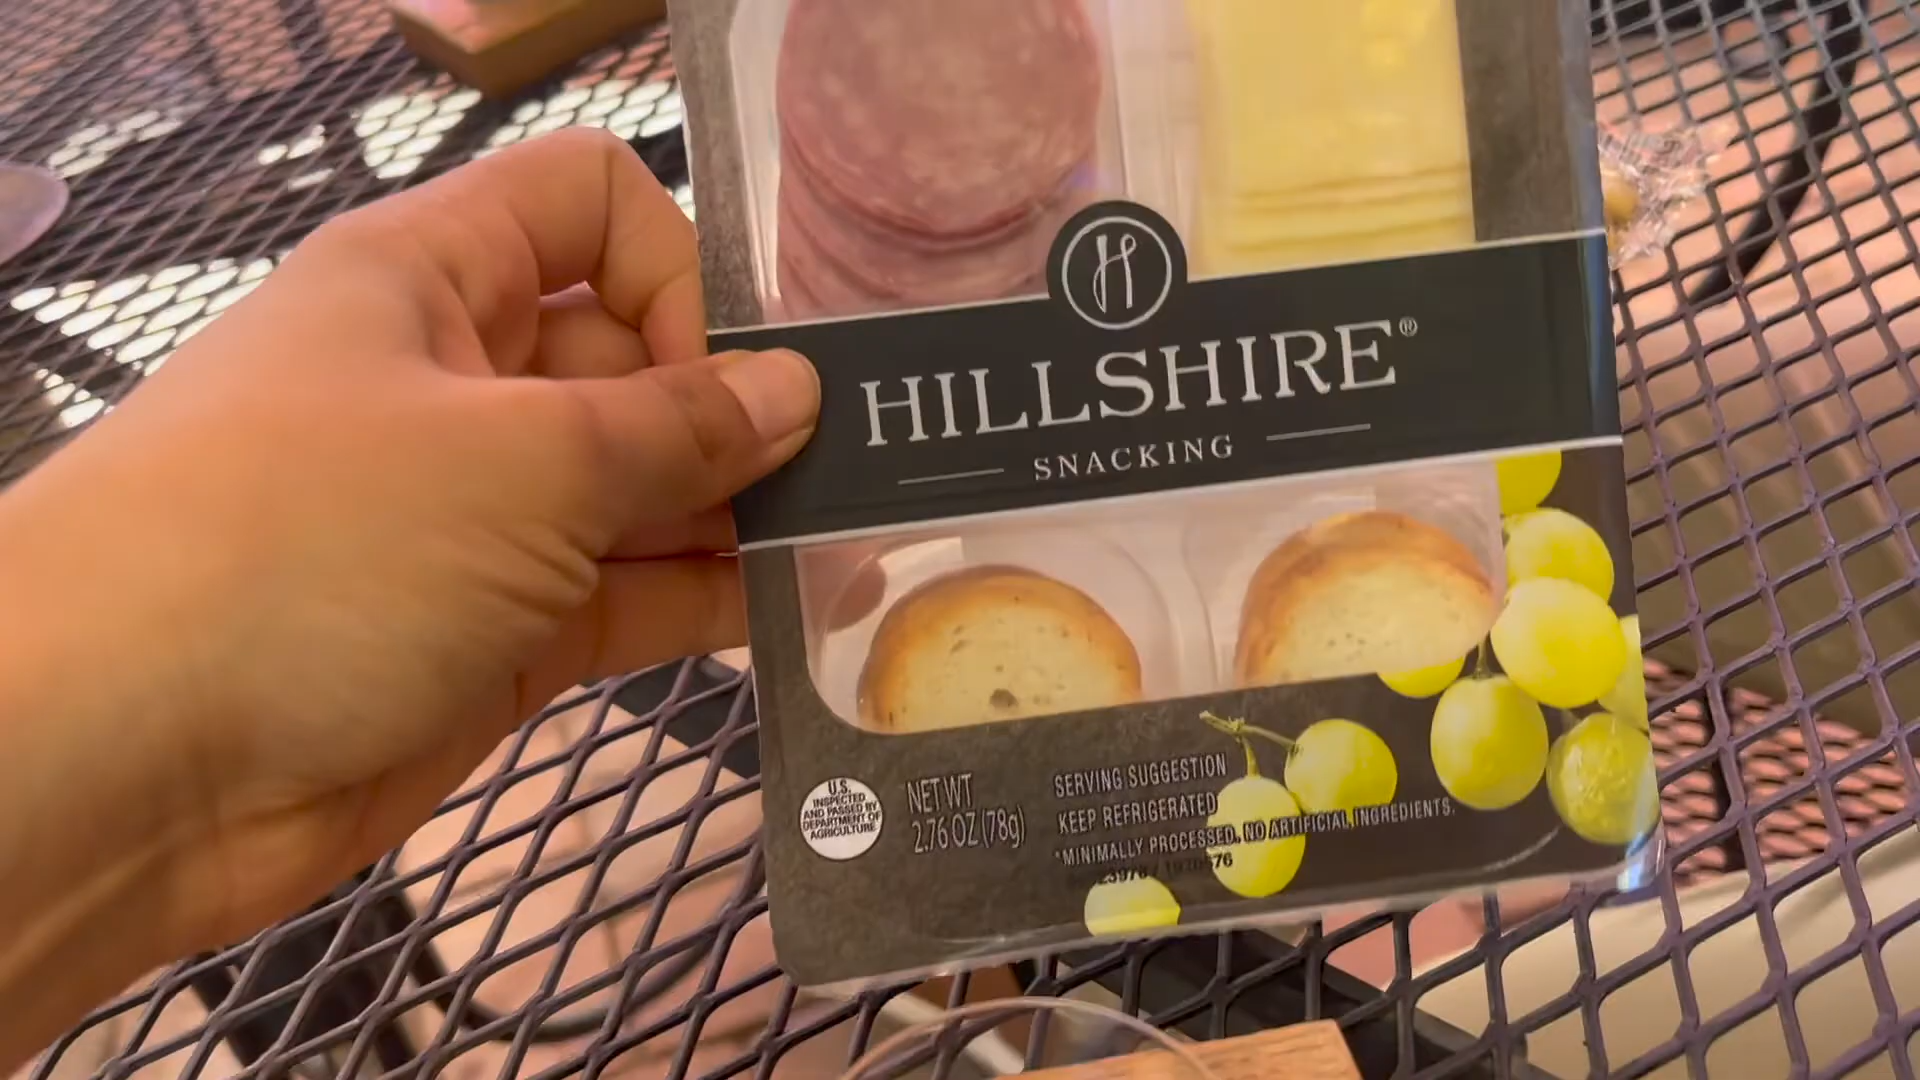 H
HILLSHIRE®
SNACKING
U.S.
INSPECTED
AND PASSED BY
DEPARTMENT OF
AGRICULTURE
NET WT
2.76 OZ (78g)
SERVING SUGGESTION
KEEP REFRIGERATED
*MINIMALLY PROCESSED, NO ARTIFICIAL INGREDIENTS.